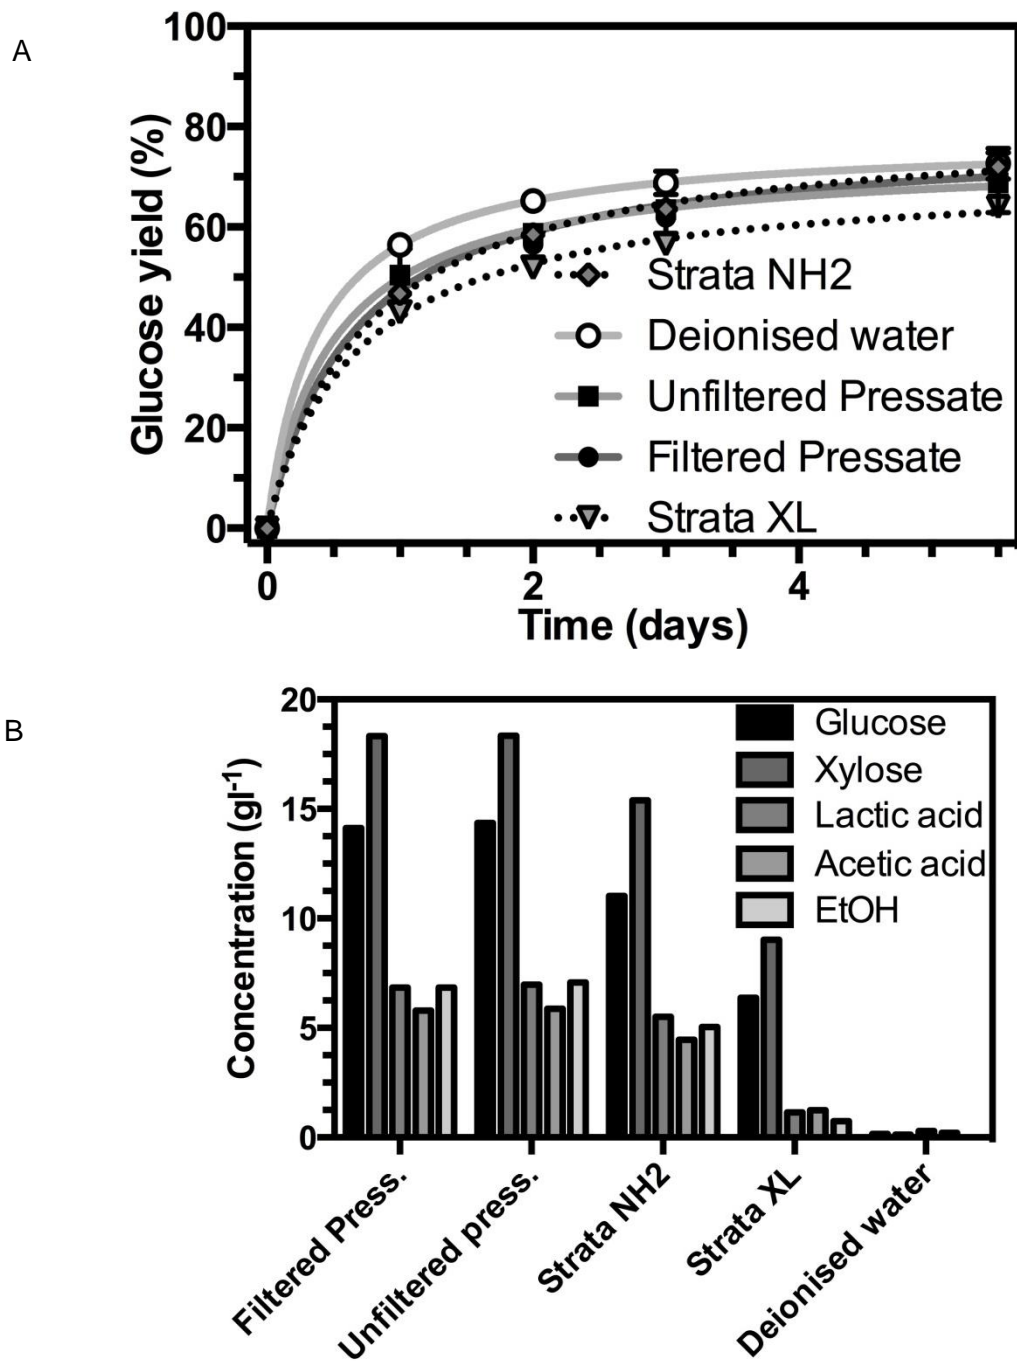 A
100
80
60
40
20
0
Glucose yield (%)
Strata NH2
Deionised water
Unfiltered Pressate
Filtered Pressate
Strata XL
0
2
4
Time (days)
B
20
15
10
5
0
Concentration (gl-1)
Glucose
Xylose
Lactic acid
Acetic acid
EtOH
Filtered Press.
Unfiltered press.
Strata NH2
Strata XL
Deionised water